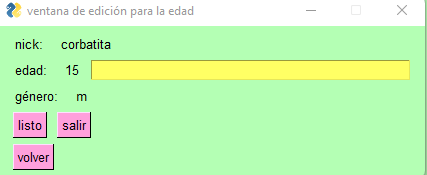 ventana de edición para la edad
nick: corbatita
edad: 15
género: m
listo salir
volver